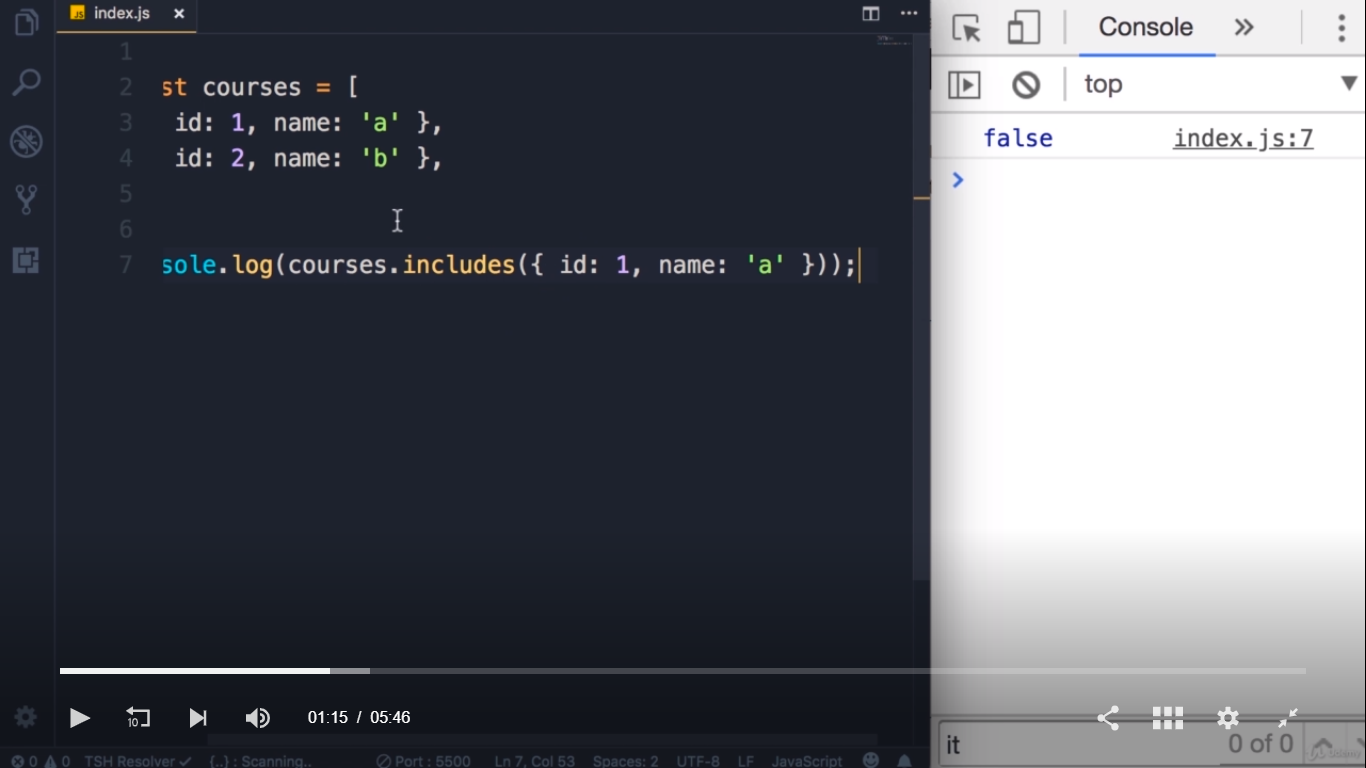 index.js
1
2 st courses = [
3 id: 1, name: 'a' },
4 id: 2, name: 'b' },
5
6
7 sole.log(courses.includes({ id: 1, name: 'a' }));
Console
top
false index.js:7
10
01:15 / 05:46
it 0 of 0
0 0 TSH Resolver {..} : Scanning.. Port : 5500 Ln 7, Col 53 Spaces: 2 UTF-8 LF JavaScript